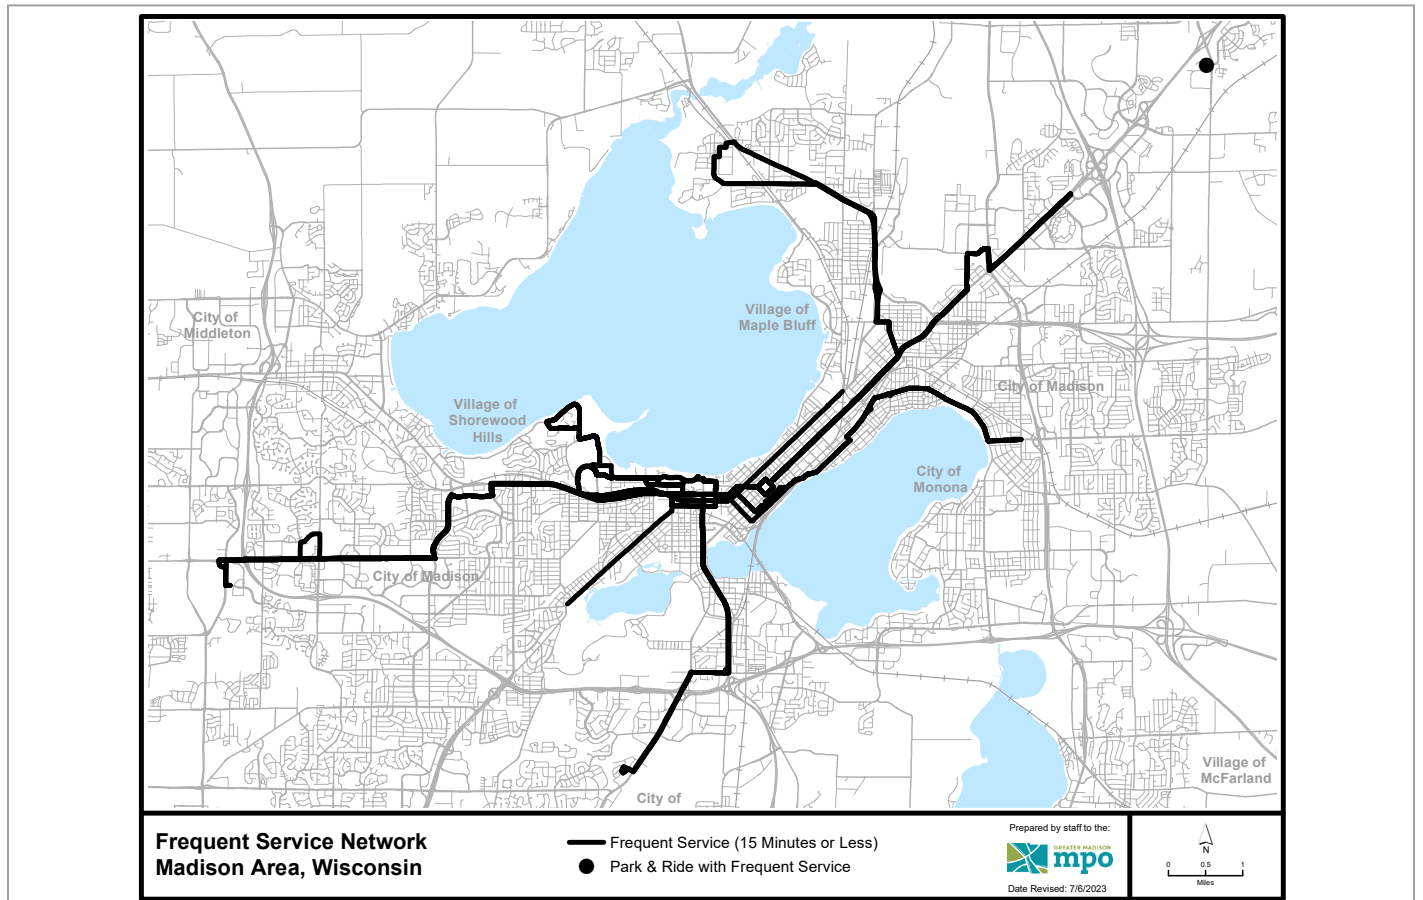 City of
Middleton
Village of
Maple Bluff
City of Madison
Village of
Shorewood
Hills
City of
Monona
City of Madison
Village of
McFarland
City of
Frequent Service Network
Madison Area, Wisconsin
Frequent Service (15 Minutes or Less)
Park & Ride with Frequent Service
Prepared by staff to the:
GREATER MADISON
mpo
Date Revised: 7/6/2023
N
0 0.5 1
Miles